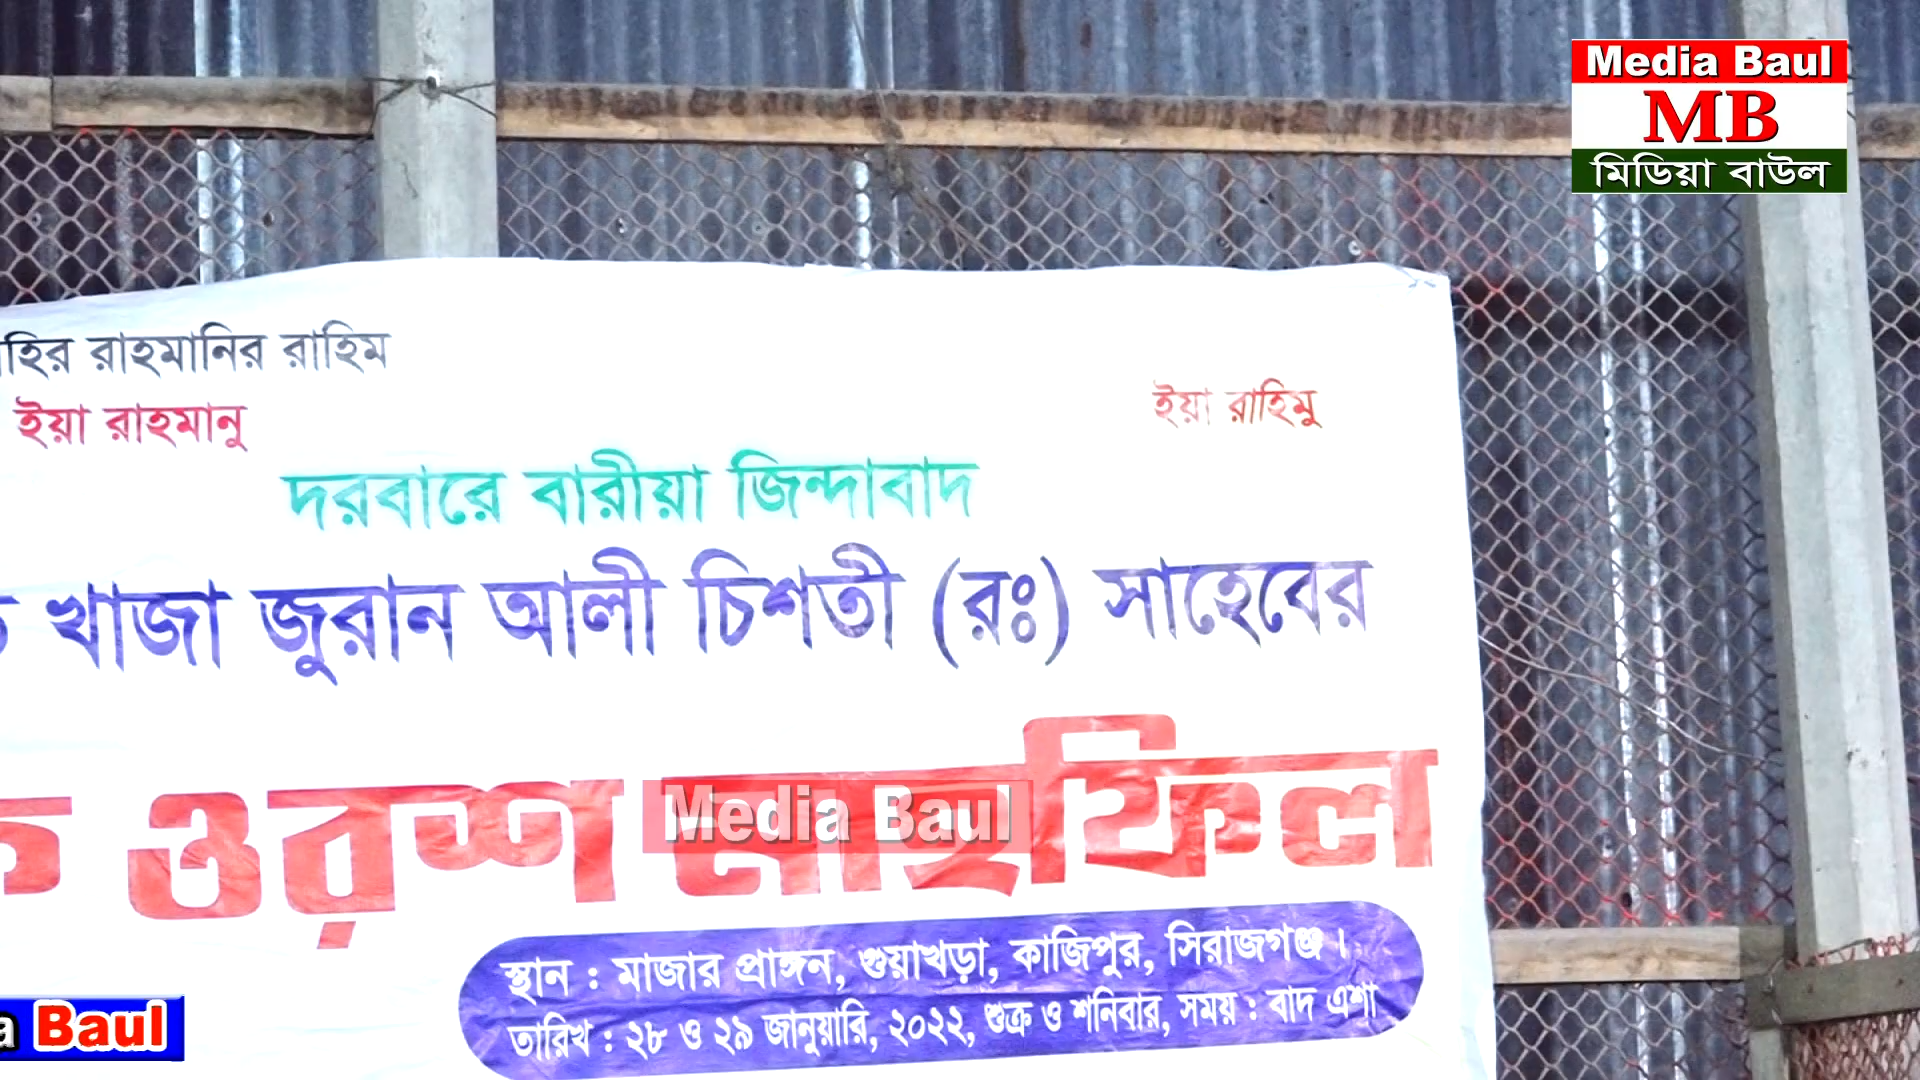 Media Baul
MB
মিডিয়া বাউল
রাহমানির রাহিম
ইয়া রাহমানু
ইয়া রাহিমু
দরবারে বারীয়া জিন্দাবাদ
খাজা জুরান আলী চিশতী (রঃ) সাহেবের
ওরশ মাহফিল
Media Baul
স্থান : মাজার প্রাঙ্গন, গুয়াখড়া, কাজিপুর, সিরাজগঞ্জ।
তারিখ : ২৮ ও ২৯ জানুয়ারি, ২০২২, শুক্র ও শনিবার, সময় : বাদ এশা
Baul